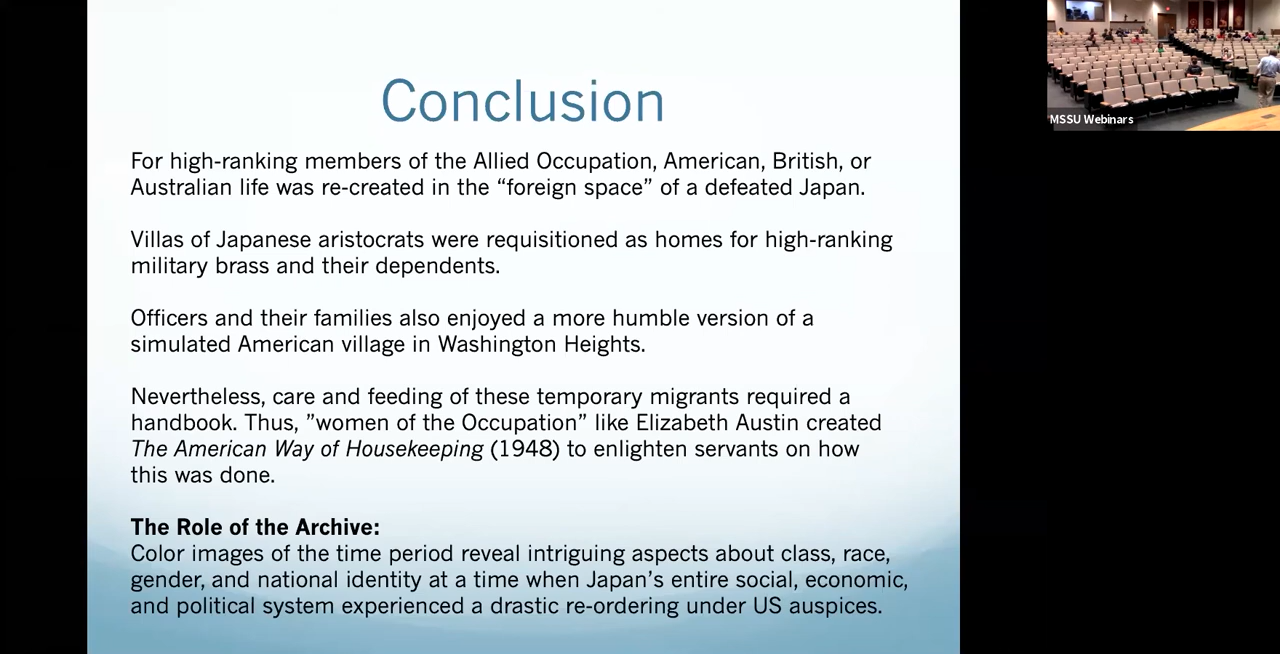 Conclusion
For high-ranking members of the Allied Occupation, American, British, or
Australian life was re-created in the “foreign space” of a defeated Japan.
Villas of Japanese aristocrats were requisitioned as homes for high-ranking
military brass and their dependents.
Officers and their families also enjoyed a more humble version of a
simulated American village in Washington Heights.
Nevertheless, care and feeding of these temporary migrants required a
handbook. Thus, ”women of the Occupation” like Elizabeth Austin created
The American Way of Housekeeping (1948) to enlighten servants on how
this was done.
The Role of the Archive:
Color images of the time period reveal intriguing aspects about class, race,
gender, and national identity at a time when Japan’s entire social, economic,
and political system experienced a drastic re-ordering under US auspices.
MSSU Webinars